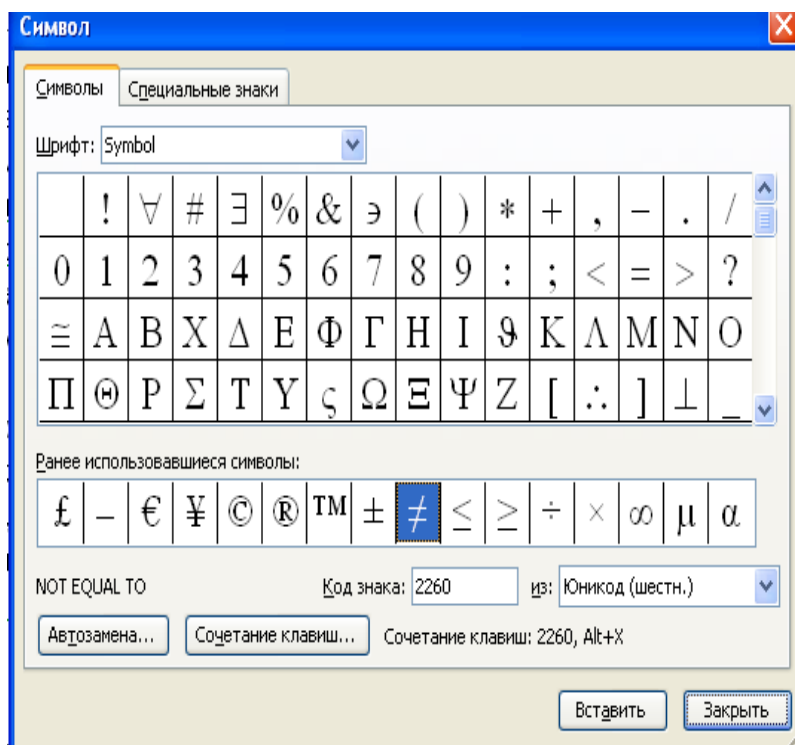 Символ
Символы Специальные знаки
Шрифт: Symbol
! ∀ # ∃ % & ϶ ( ) * + , − . /
0 1 2 3 4 5 6 7 8 9 : ; < = > ?
≅ Α Β Χ Δ Ε Φ Γ Η Ι ϑ Κ Λ Μ Ν Ο
Π Θ Ρ Σ Τ Υ ς Ω Ξ Ψ Ζ [ ∴ ] ⊥ _
Ранее использовавшиеся символы:
£ – € ¥ © ® ™ ± ≠ ≤ ≥ ÷ × ∞ µ α
NOT EQUAL TO Код знака: 2260 из: Юникод (шестн.)
Автозамена... Сочетание клавиш... Сочетание клавиш: 2260, Alt+X
Вставить Закрыть